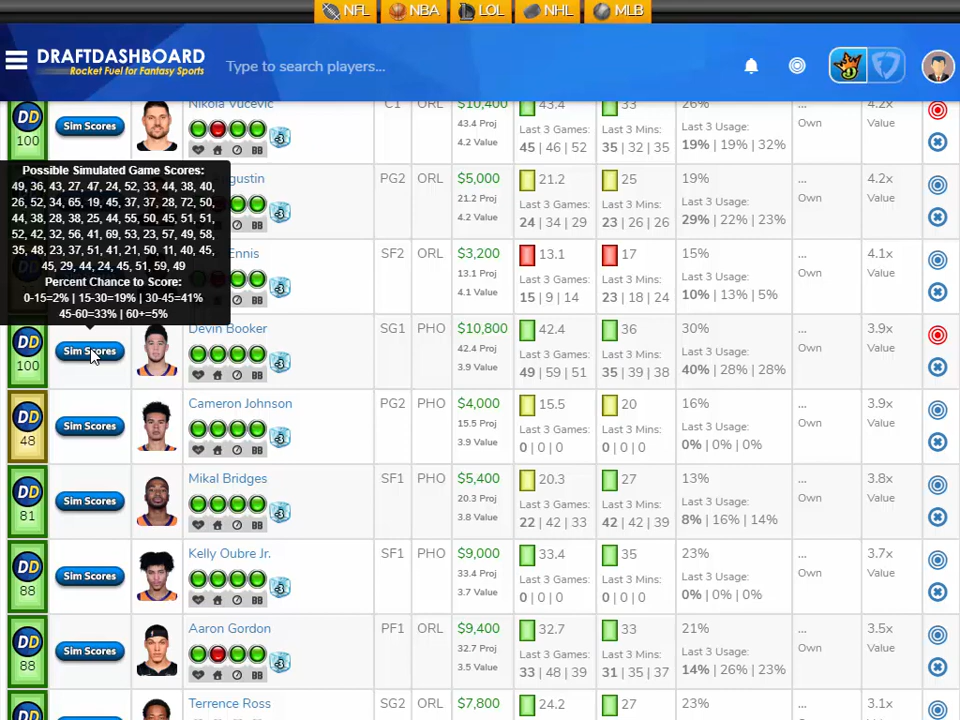 NFL NBA LOL NHL MLB
DRAFTDASHBOARD
Rocket Fuel for Fantasy Sports
Type to search players...
DD
100
Sim Scores
Nikola Vucevic
C1 ORL $10,400
43.4 Proj
4.2 Value
43.4
Last 3 Games:
45 | 46 | 52
33
Last 3 Mins:
35 | 32 | 35
26%
Last 3 Usage:
19% | 19% | 32%
...
Own
4.2x
Value
Possible Simulated Game Scores:
49, 36, 43, 27, 47, 24, 52, 33, 44, 38, 40,
26, 52, 34, 65, 19, 45, 37, 37, 28, 72, 50,
44, 38, 28, 38, 25, 44, 55, 50, 45, 51, 51,
52, 42, 32, 56, 41, 69, 53, 23, 57, 49, 58,
35, 48, 23, 37, 51, 41, 21, 50, 11, 40, 45,
45, 29, 44, 24, 45, 51, 59, 49
Percent Chance to Score:
0-15=2% | 15-30=19% | 30-45=41%
45-60=33% | 60+=5%
gustin
PG2 ORL $5,000
21.2 Proj
4.2 Value
21.2
Last 3 Games:
24 | 34 | 29
25
Last 3 Mins:
23 | 26 | 26
19%
Last 3 Usage:
29% | 22% | 23%
...
Own
4.2x
Value
Ennis
SF2 ORL $3,200
13.1 Proj
4.1 Value
13.1
Last 3 Games:
15 | 9 | 14
17
Last 3 Mins:
23 | 18 | 24
15%
Last 3 Usage:
10% | 13% | 5%
...
Own
4.1x
Value
DD
100
Sim Scores
Devin Booker
BB
SG1 PHO $10,800
42.4 Proj
3.9 Value
42.4
Last 3 Games:
49 | 59 | 51
36
Last 3 Mins:
35 | 39 | 38
30%
Last 3 Usage:
40% | 28% | 28%
...
Own
3.9x
Value
DD
48
Sim Scores
Cameron Johnson
BB
PG2 PHO $4,000
15.5 Proj
3.9 Value
15.5
Last 3 Games:
0 | 0 | 0
20
Last 3 Mins:
0 | 0 | 0
16%
Last 3 Usage:
0% | 0% | 0%
...
Own
3.9x
Value
DD
81
Sim Scores
Mikal Bridges
BB
SF1 PHO $5,400
20.3 Proj
3.8 Value
20.3
Last 3 Games:
22 | 42 | 33
27
Last 3 Mins:
42 | 42 | 39
13%
Last 3 Usage:
8% | 16% | 14%
...
Own
3.8x
Value
DD
88
Sim Scores
Kelly Oubre Jr.
BB
SF1 PHO $9,000
33.4 Proj
3.7 Value
33.4
Last 3 Games:
0 | 0 | 0
35
Last 3 Mins:
0 | 0 | 0
23%
Last 3 Usage:
0% | 0% | 0%
...
Own
3.7x
Value
DD
88
Sim Scores
Aaron Gordon
BB
PF1 ORL $9,400
32.7 Proj
3.5 Value
32.7
Last 3 Games:
33 | 48 | 39
33
Last 3 Mins:
31 | 35 | 37
21%
Last 3 Usage:
14% | 26% | 23%
...
Own
3.5x
Value
Terrence Ross
SG2 ORL $7,800
24.2
27
23%
...
3.1x